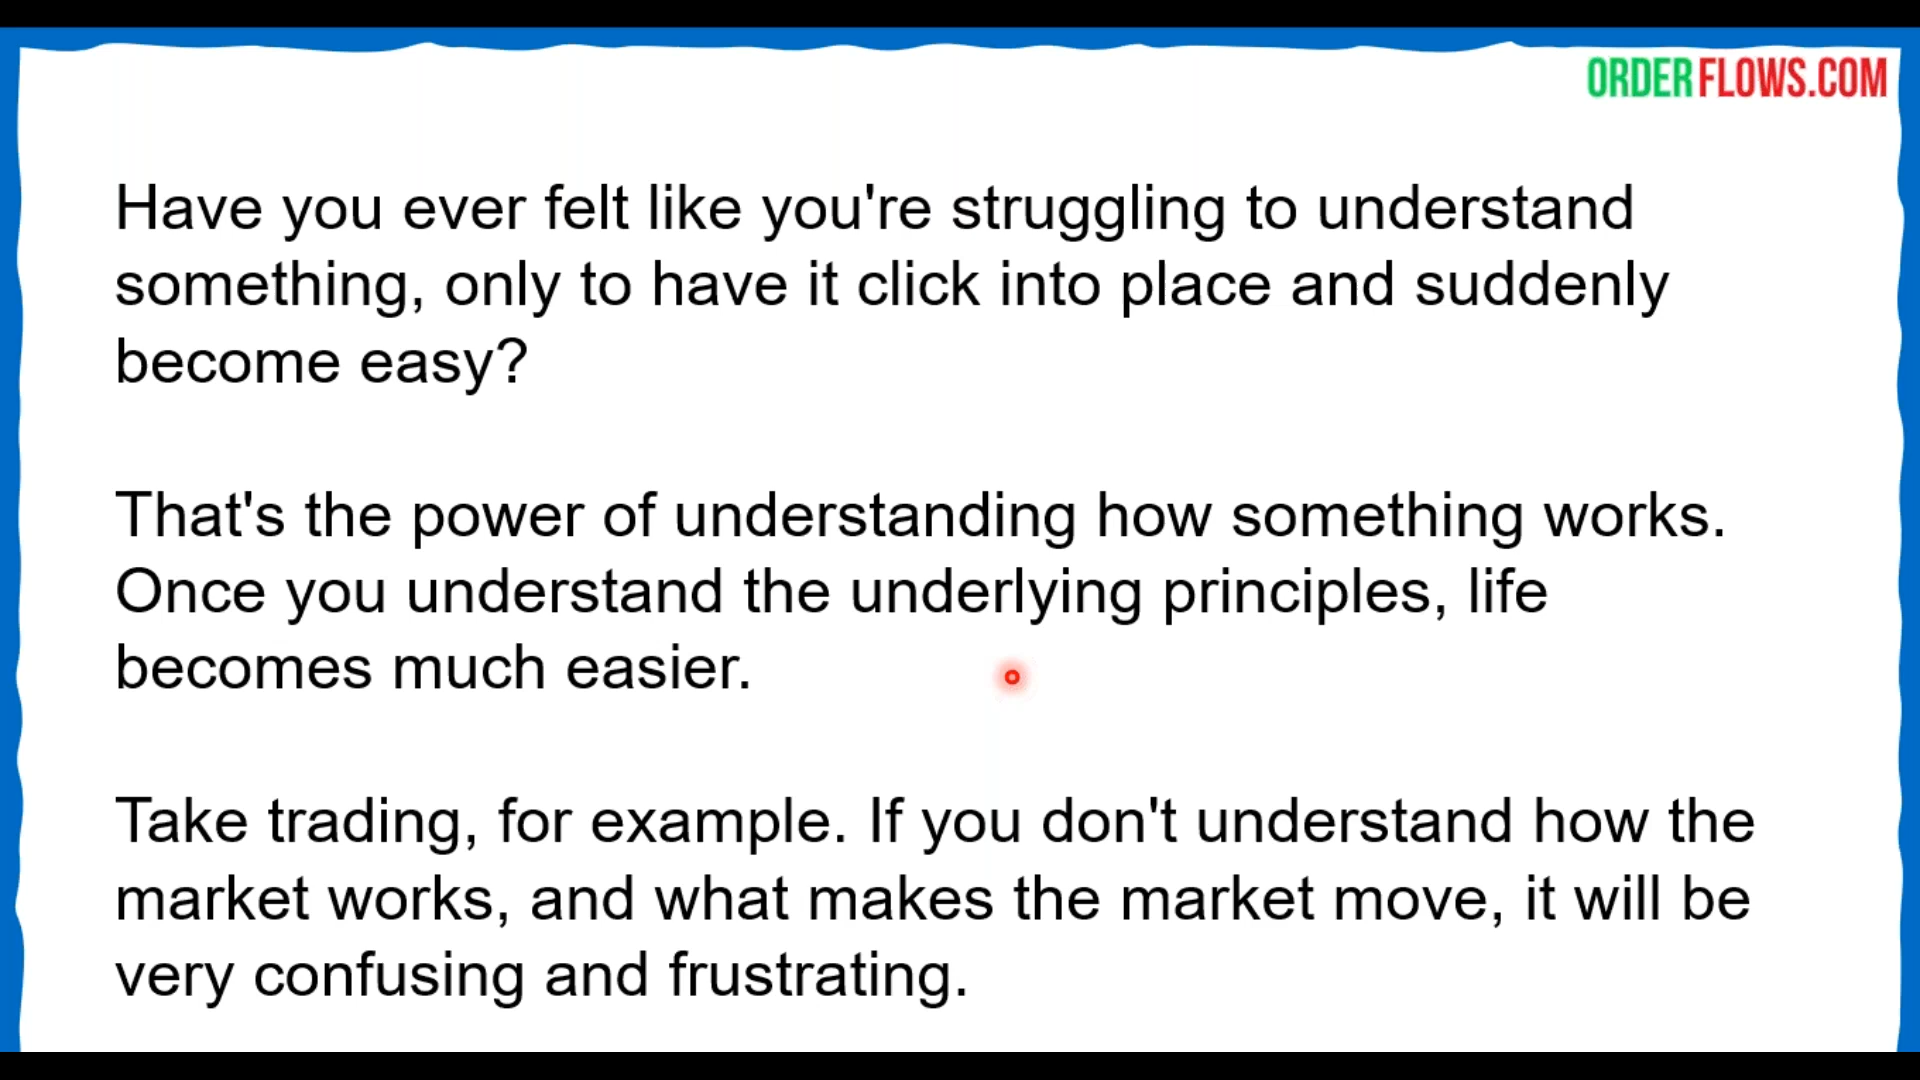 ORDERFLOWS.COM
Have you ever felt like you're struggling to understand
something, only to have it click into place and suddenly
become easy?
That's the power of understanding how something works.
Once you understand the underlying principles, life
becomes much easier.
Take trading, for example. If you don't understand how the
market works, and what makes the market move, it will be
very confusing and frustrating.